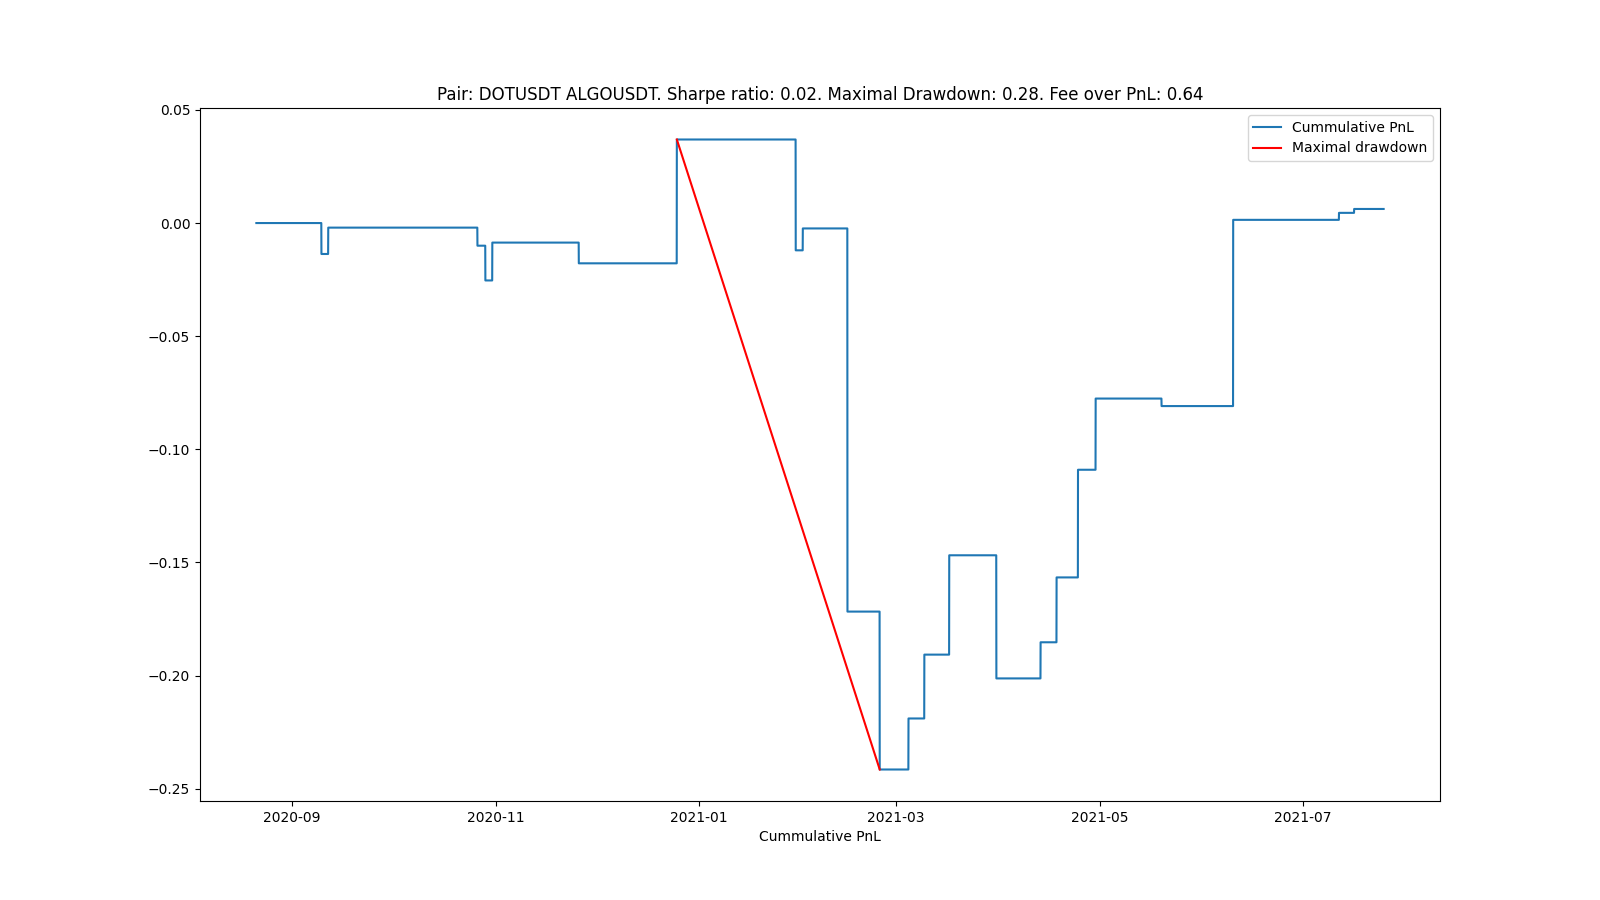 Pair: DOTUSDT ALGOUSDT. Sharpe ratio: 0.02. Maximal Drawdown: 0.28. Fee over PnL: 0.64
Cummulative PnL
Maximal drawdown
0.05
0.00
−0.05
−0.10
−0.15
−0.20
−0.25
2020-09 2020-11 2021-01 2021-03 2021-05 2021-07
Cummulative PnL